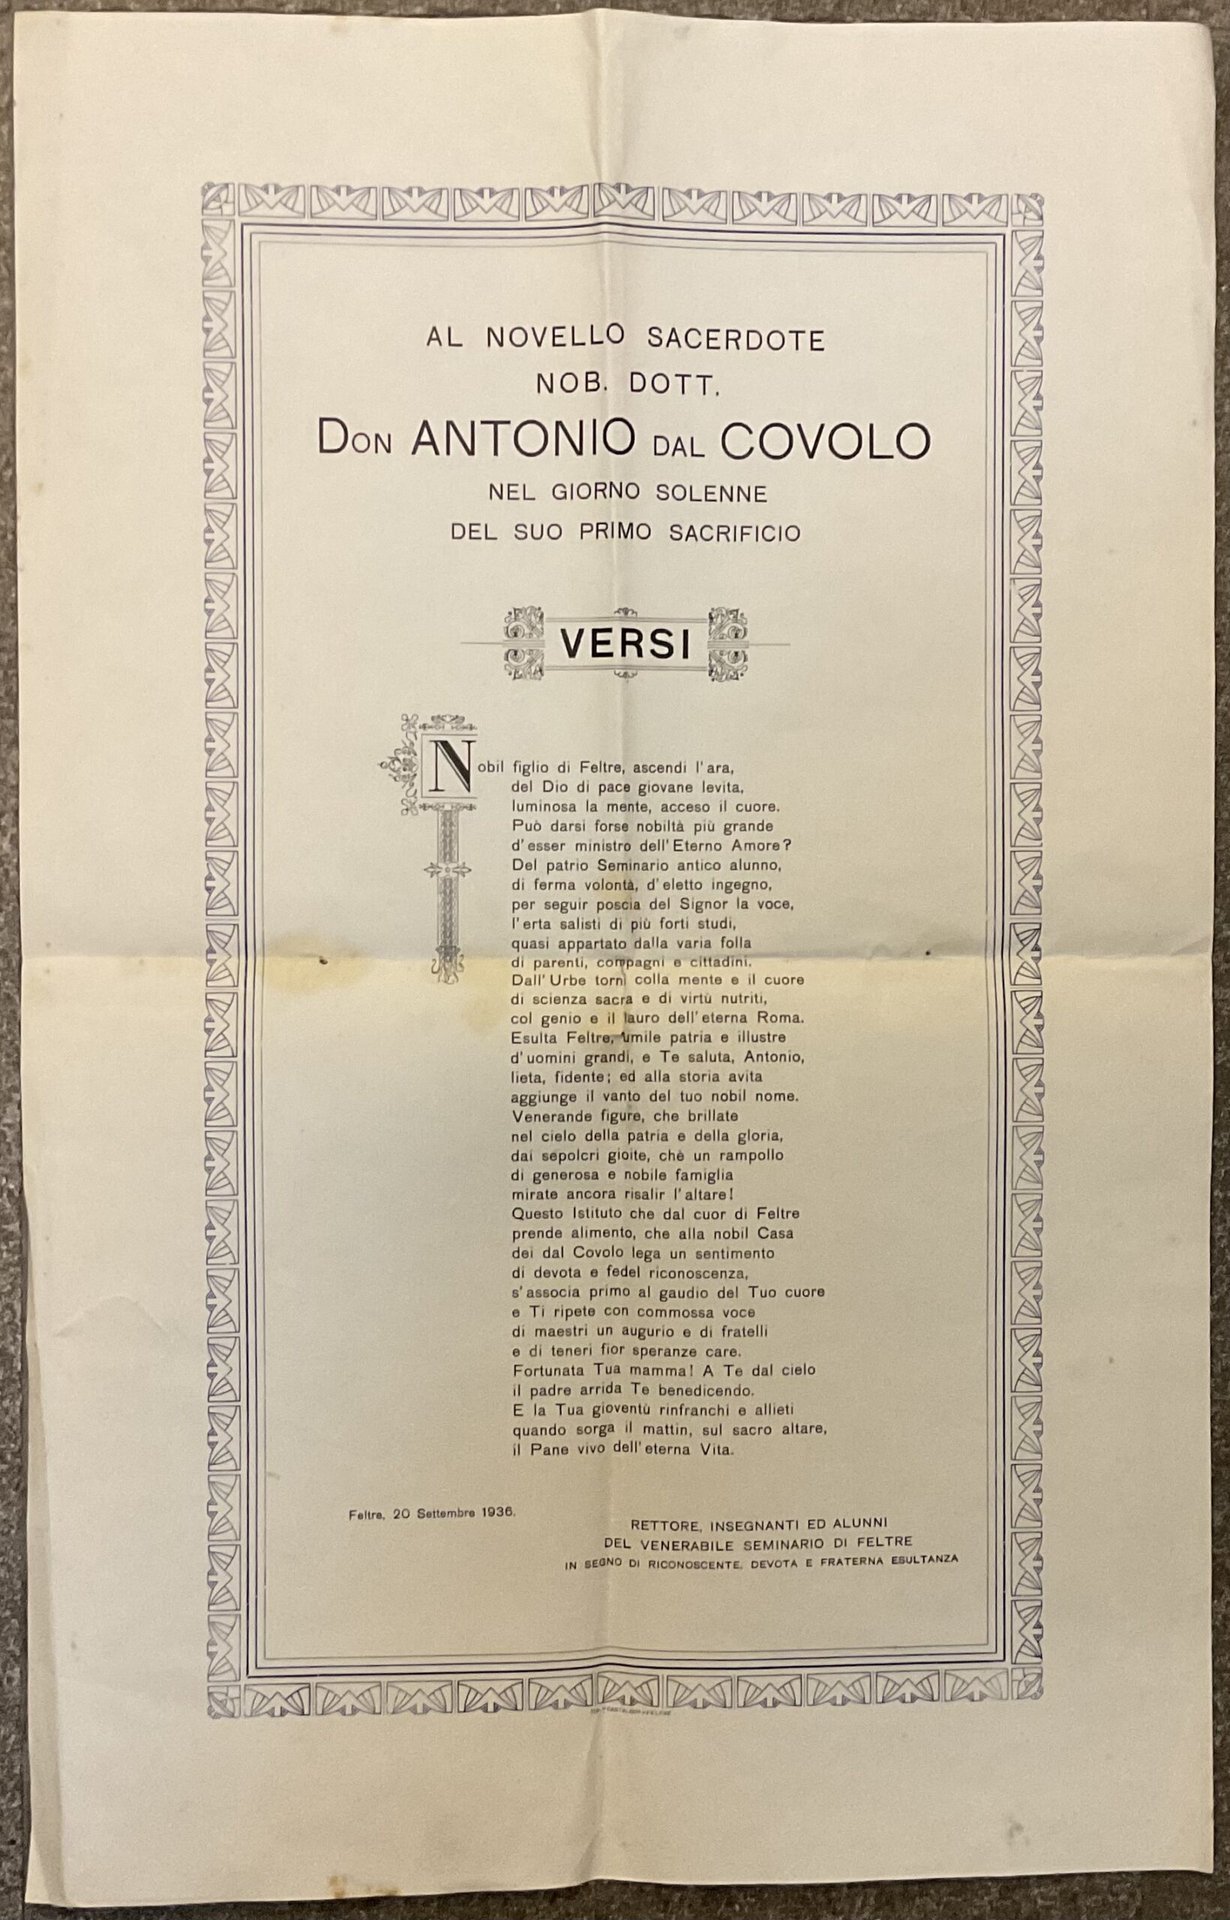 AL NOVELLO SACERDOTE
NOB. DOTT.
DON ANTONIO DAL COVOLO
NEL GIORNO SOLENNE
DEL SUO PRIMO SACRIFICIO
VERSI
Nobil figlio di Feltre, ascendi l'ara,
del Dio di pace giovane levita,
luminosa la mente, acceso il cuore.
Può darsi forse nobiltà più grande
d'esser ministro dell'Eterno Amore?
Del patrio Seminario antico alunno,
di ferma volontà, d'eletto ingegno,
per seguir poscia del Signor la voce,
l'erta salisti di più forti studi,
quasi appartato dalla varia folla
di parenti, compagni e cittadini.
Dall'Urbe torni colla mente e il cuore
di scienza sacra e di virtù nutriti,
col genio e il lauro dell'eterna Roma.
Esulta Feltre, umile patria e illustre
d'uomini grandi, e Te saluta, Antonio,
lieta, fidente; ed alla storia avita
aggiunge il vanto del tuo nobil nome.
Venerande figure, che brillate
nel cielo della patria e della gloria,
dai sepolcri gioite, chè un rampollo
di generosa e nobile famiglia
mirate ancora risalir l'altare!
Questo Istituto che dal cuor di Feltre
prende alimento, che alla nobil Casa
dei dal Covolo lega un sentimento
di devota e fedel riconoscenza,
s'associa primo al gaudio del Tuo cuore
e Ti ripete con commossa voce
di maestri un augurio e di fratelli
e di teneri fior speranze care.
Fortunata Tua mamma! A Te dal cielo
il padre arrida Te benedicendo.
E la Tua gioventù rinfranchi e allieti
quando sorga il mattin, sul sacro altare,
il Pane vivo dell'eterna Vita.
Feltre, 20 Settembre 1936.
RETTORE, INSEGNANTI ED ALUNNI
DEL VENERABILE SEMINARIO DI FELTRE
IN SEGNO DI RICONOSCENTE, DEVOTA E FRATERNA ESULTANZA